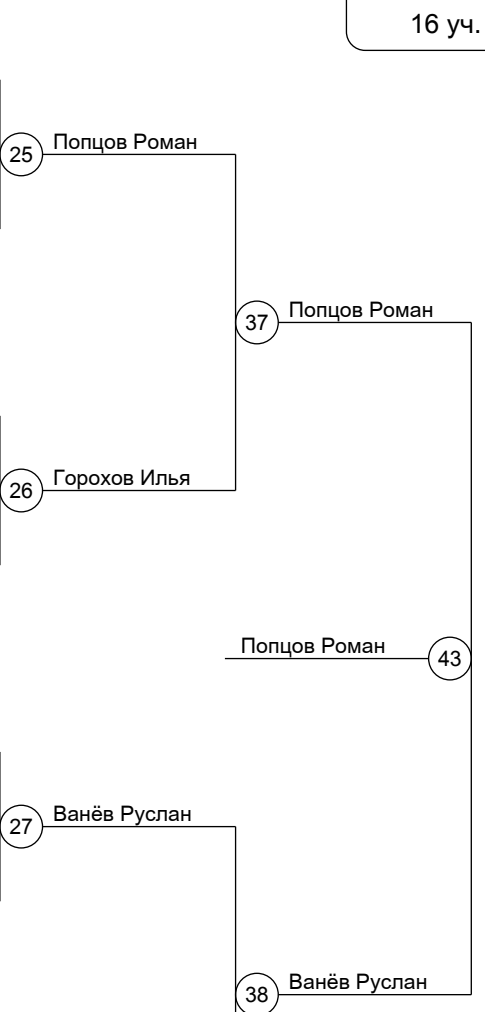 16 уч.
Попцов Роман
25
Попцов Роман
37
Горохов Илья
26
Попцов Роман
43
Ванёв Руслан
27
Ванёв Руслан
38